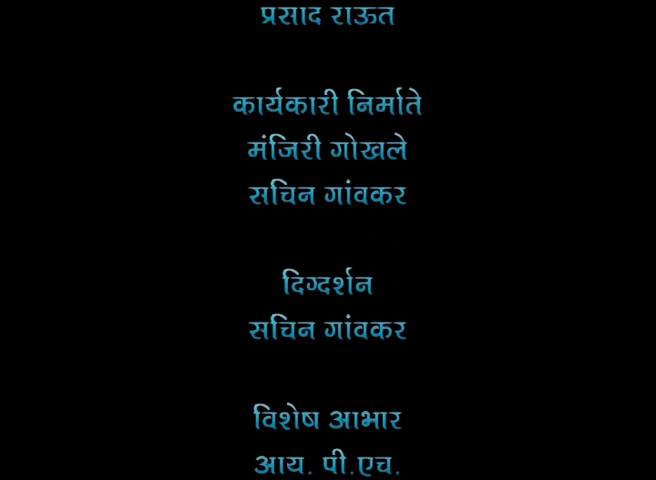 प्रसाद राऊत
कार्यकारी निर्माते
मंजिरी गोखले
सचिन गांवकर
दिग्दर्शन
सचिन गांवकर
विशेष आभार
आय. पी.एच.